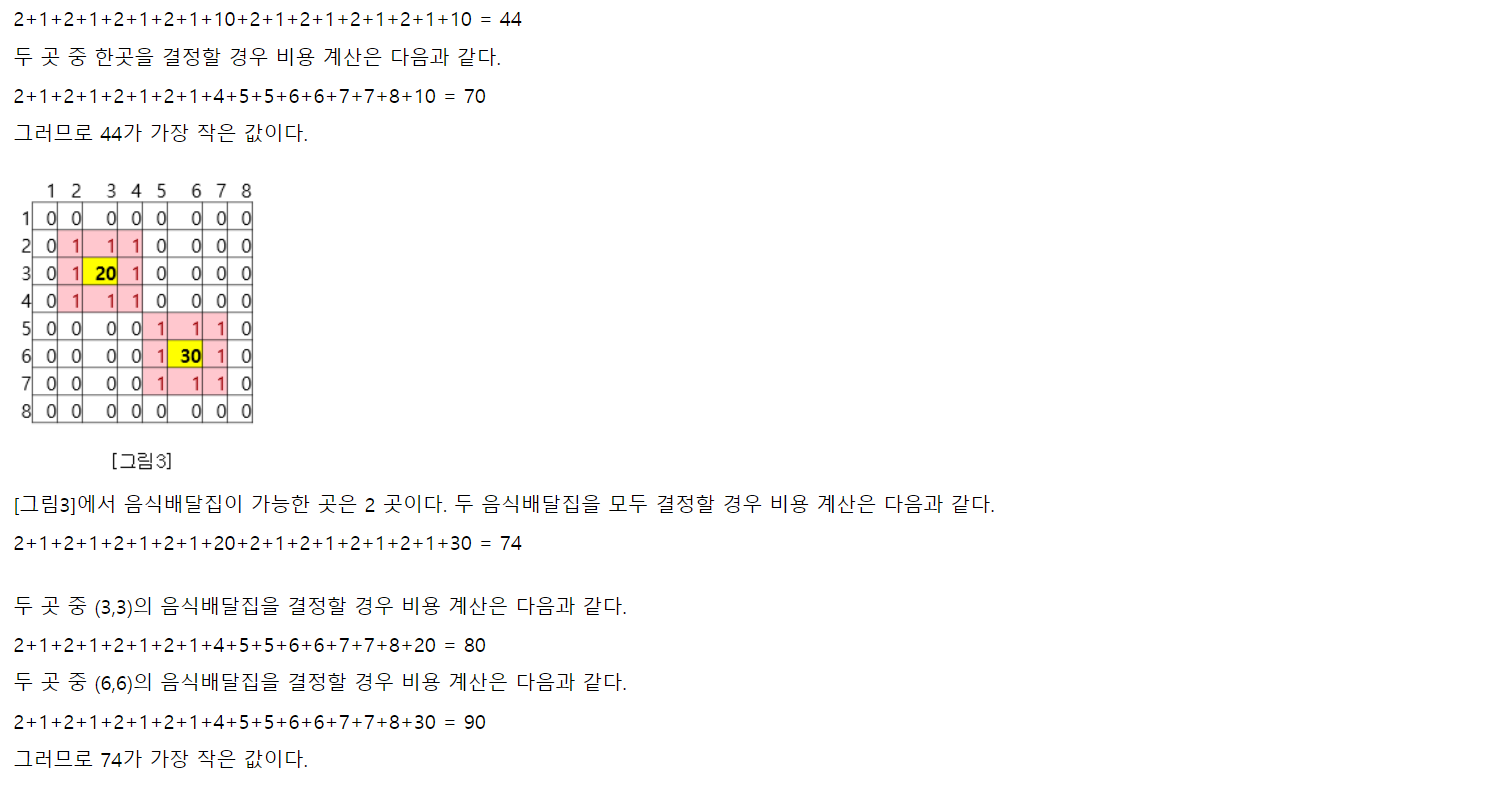 2+1+2+1+2+1+2+1+10+2+1+2+1+2+1+2+1+10 = 44
두 곳 중 한곳을 결정할 경우 비용 계산은 다음과 같다.
2+1+2+1+2+1+2+1+4+5+5+6+6+7+7+8+10 = 70
그러므로 44가 가장 작은 값이다.
1 2 3 4 5 6 7 8
1 0 0 0 0 0 0 0 0
2 0 1 1 1 0 0 0 0
3 0 1 20 1 0 0 0 0
4 0 1 1 1 0 0 0 0
5 0 0 0 0 1 1 1 0
6 0 0 0 0 1 30 1 0
7 0 0 0 0 1 1 1 0
8 0 0 0 0 0 0 0 0
[그림3]
[그림3]에서 음식배달집이 가능한 곳은 2 곳이다. 두 음식배달집을 모두 결정할 경우 비용 계산은 다음과 같다.
2+1+2+1+2+1+2+1+20+2+1+2+1+2+1+2+1+30 = 74
두 곳 중 (3,3)의 음식배달집을 결정할 경우 비용 계산은 다음과 같다.
2+1+2+1+2+1+2+1+4+5+5+6+6+7+7+8+20 = 80
두 곳 중 (6,6)의 음식배달집을 결정할 경우 비용 계산은 다음과 같다.
2+1+2+1+2+1+2+1+4+5+5+6+6+7+7+8+30 = 90
그러므로 74가 가장 작은 값이다.